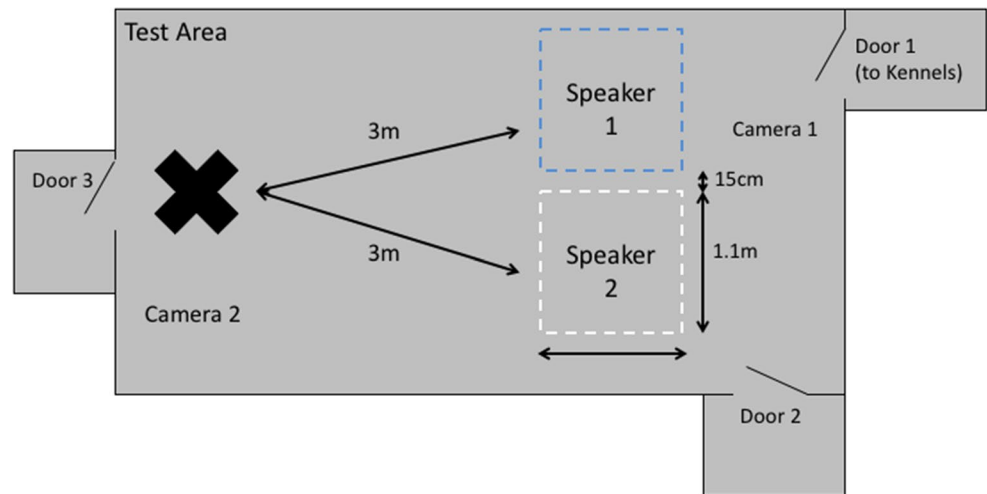 Test Area
Door 1
(to Kennels)
Speaker
1
3m
Camera 1
Door 3
15cm
3m
Speaker
2
1.1m
Camera 2
Door 2